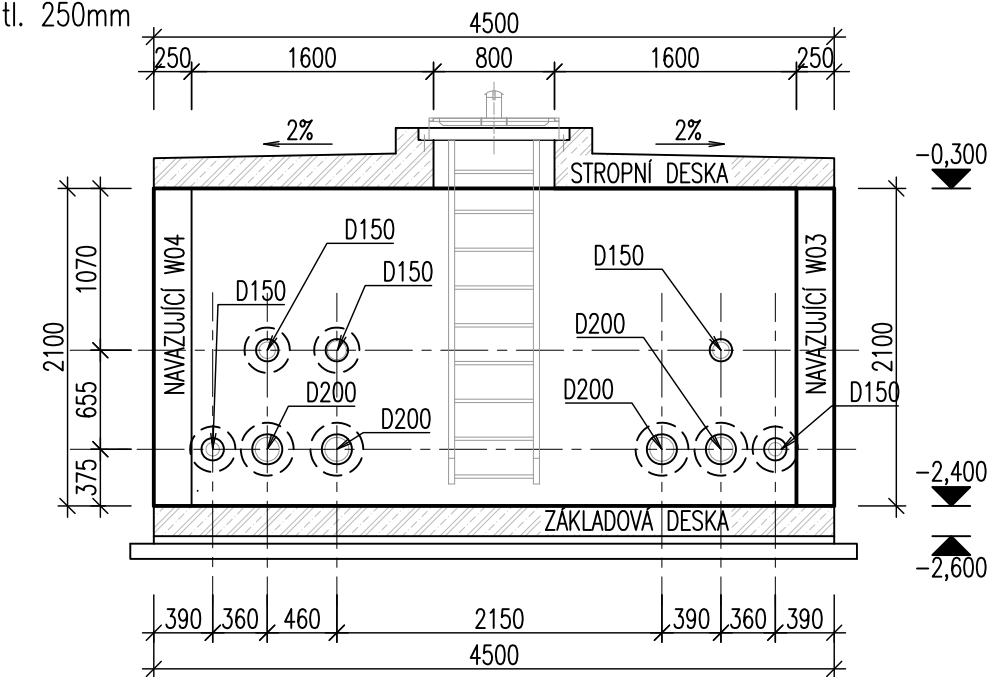 tl. 250mm
4500
250 1600 800 1600 250
2% 2%
-0,300
STROPNÍ DESKA
NAVAZUJÍCÍ W04
NAVAZUJÍCÍ W03
D150
D150
D150
D150
D200
D200
D200
D200
D150
2100
1070
655
375
2100
-2,400
ZÁKLADOVÁ DESKA
-2,600
390 360 460 2150 390 360 390
4500